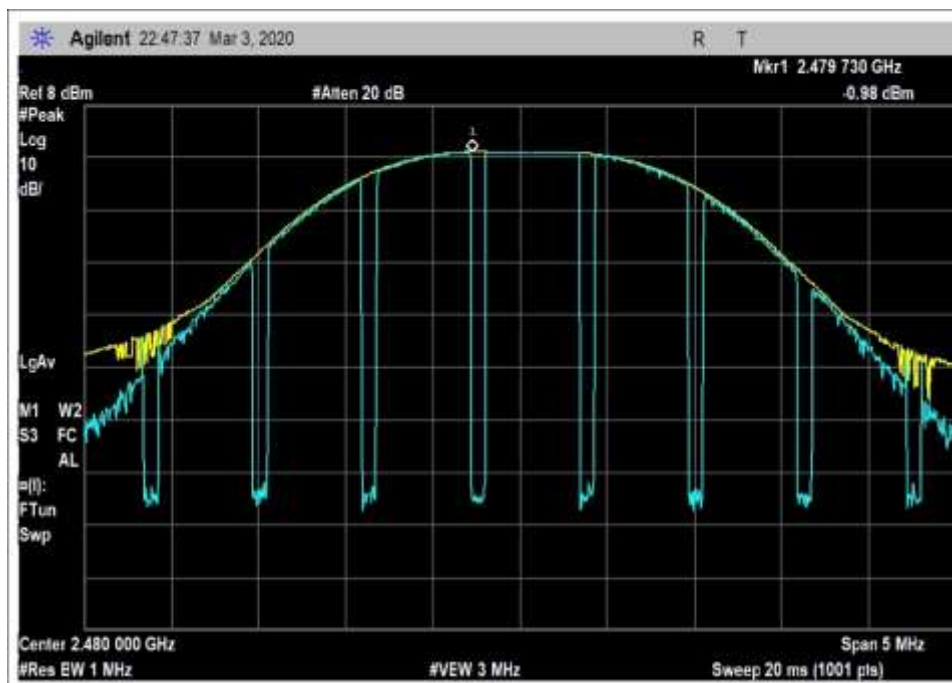 Agilent 22:47:37 Mar 3, 2020 R T
Mkr1 2.479 730 GHz
Ref 8 dBm #Atten 20 dB -0.98 dBm
#Peak
Log
10
dB/
1
LgAv
M1 W2
S3 FC
AL
¤(f):
FTun
Swp
Center 2.480 000 GHz Span 5 MHz
#Res BW 1 MHz #VBW 3 MHz Sweep 20 ms (1001 pts)